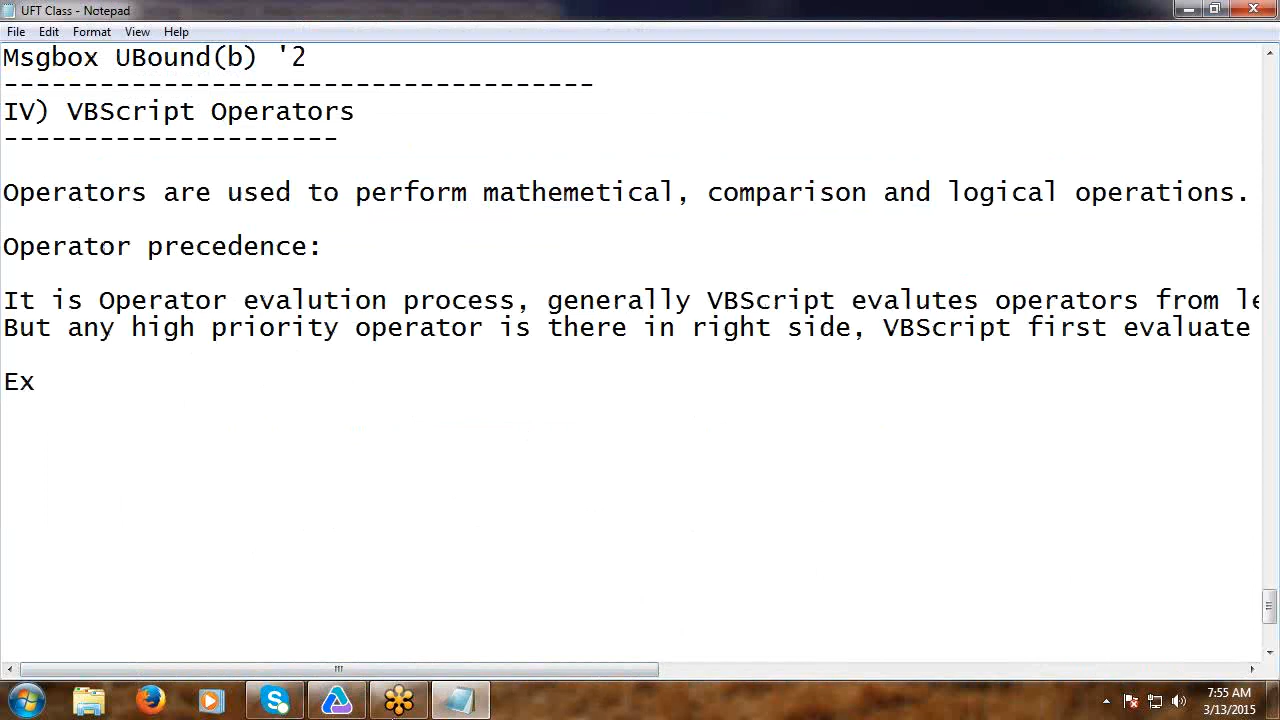 UFT Class - Notepad
File Edit Format View Help
Msgbox UBound(b) '2
-------------------------------------
IV) VBScript Operators
---------------------
Operators are used to perform mathemetical, comparison and logical operations.
Operator precedence:
It is Operator evalution process, generally VBScript evalutes operators from le
But any high priority operator is there in right side, VBScript first evaluate
Ex
7:55 AM
3/13/2015